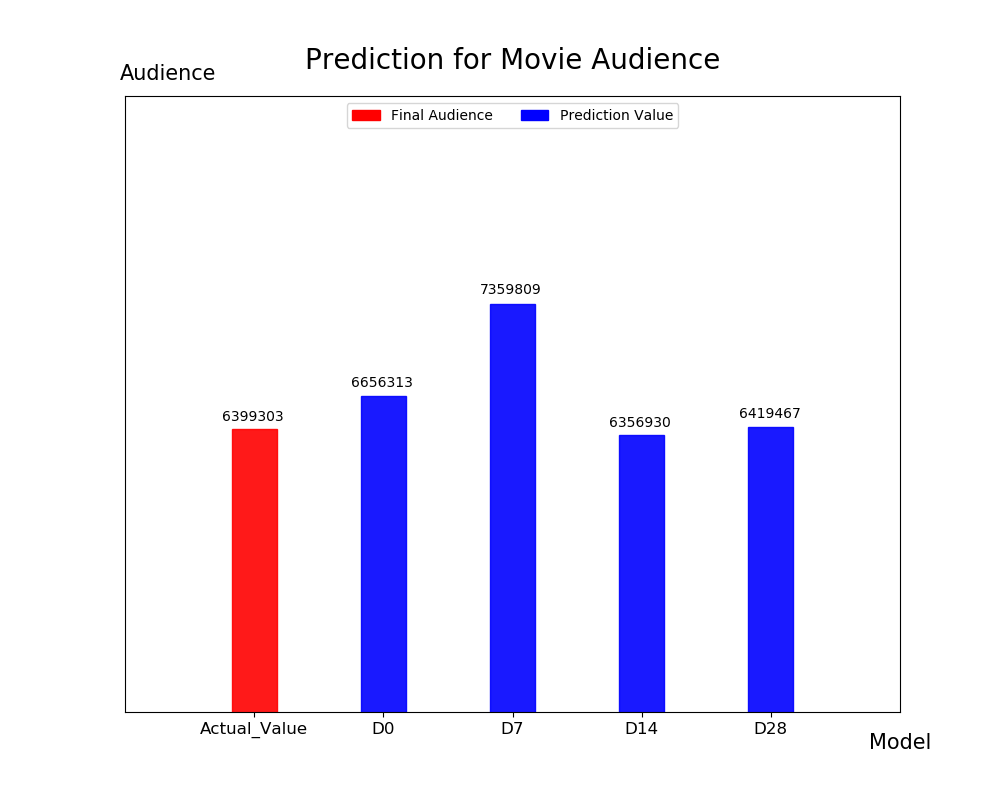 Prediction for Movie Audience
Audience
Final Audience
Prediction Value
7359809
6656313
6399303
6356930
6419467
Actual_Value
D0
D7
D14
D28
Model